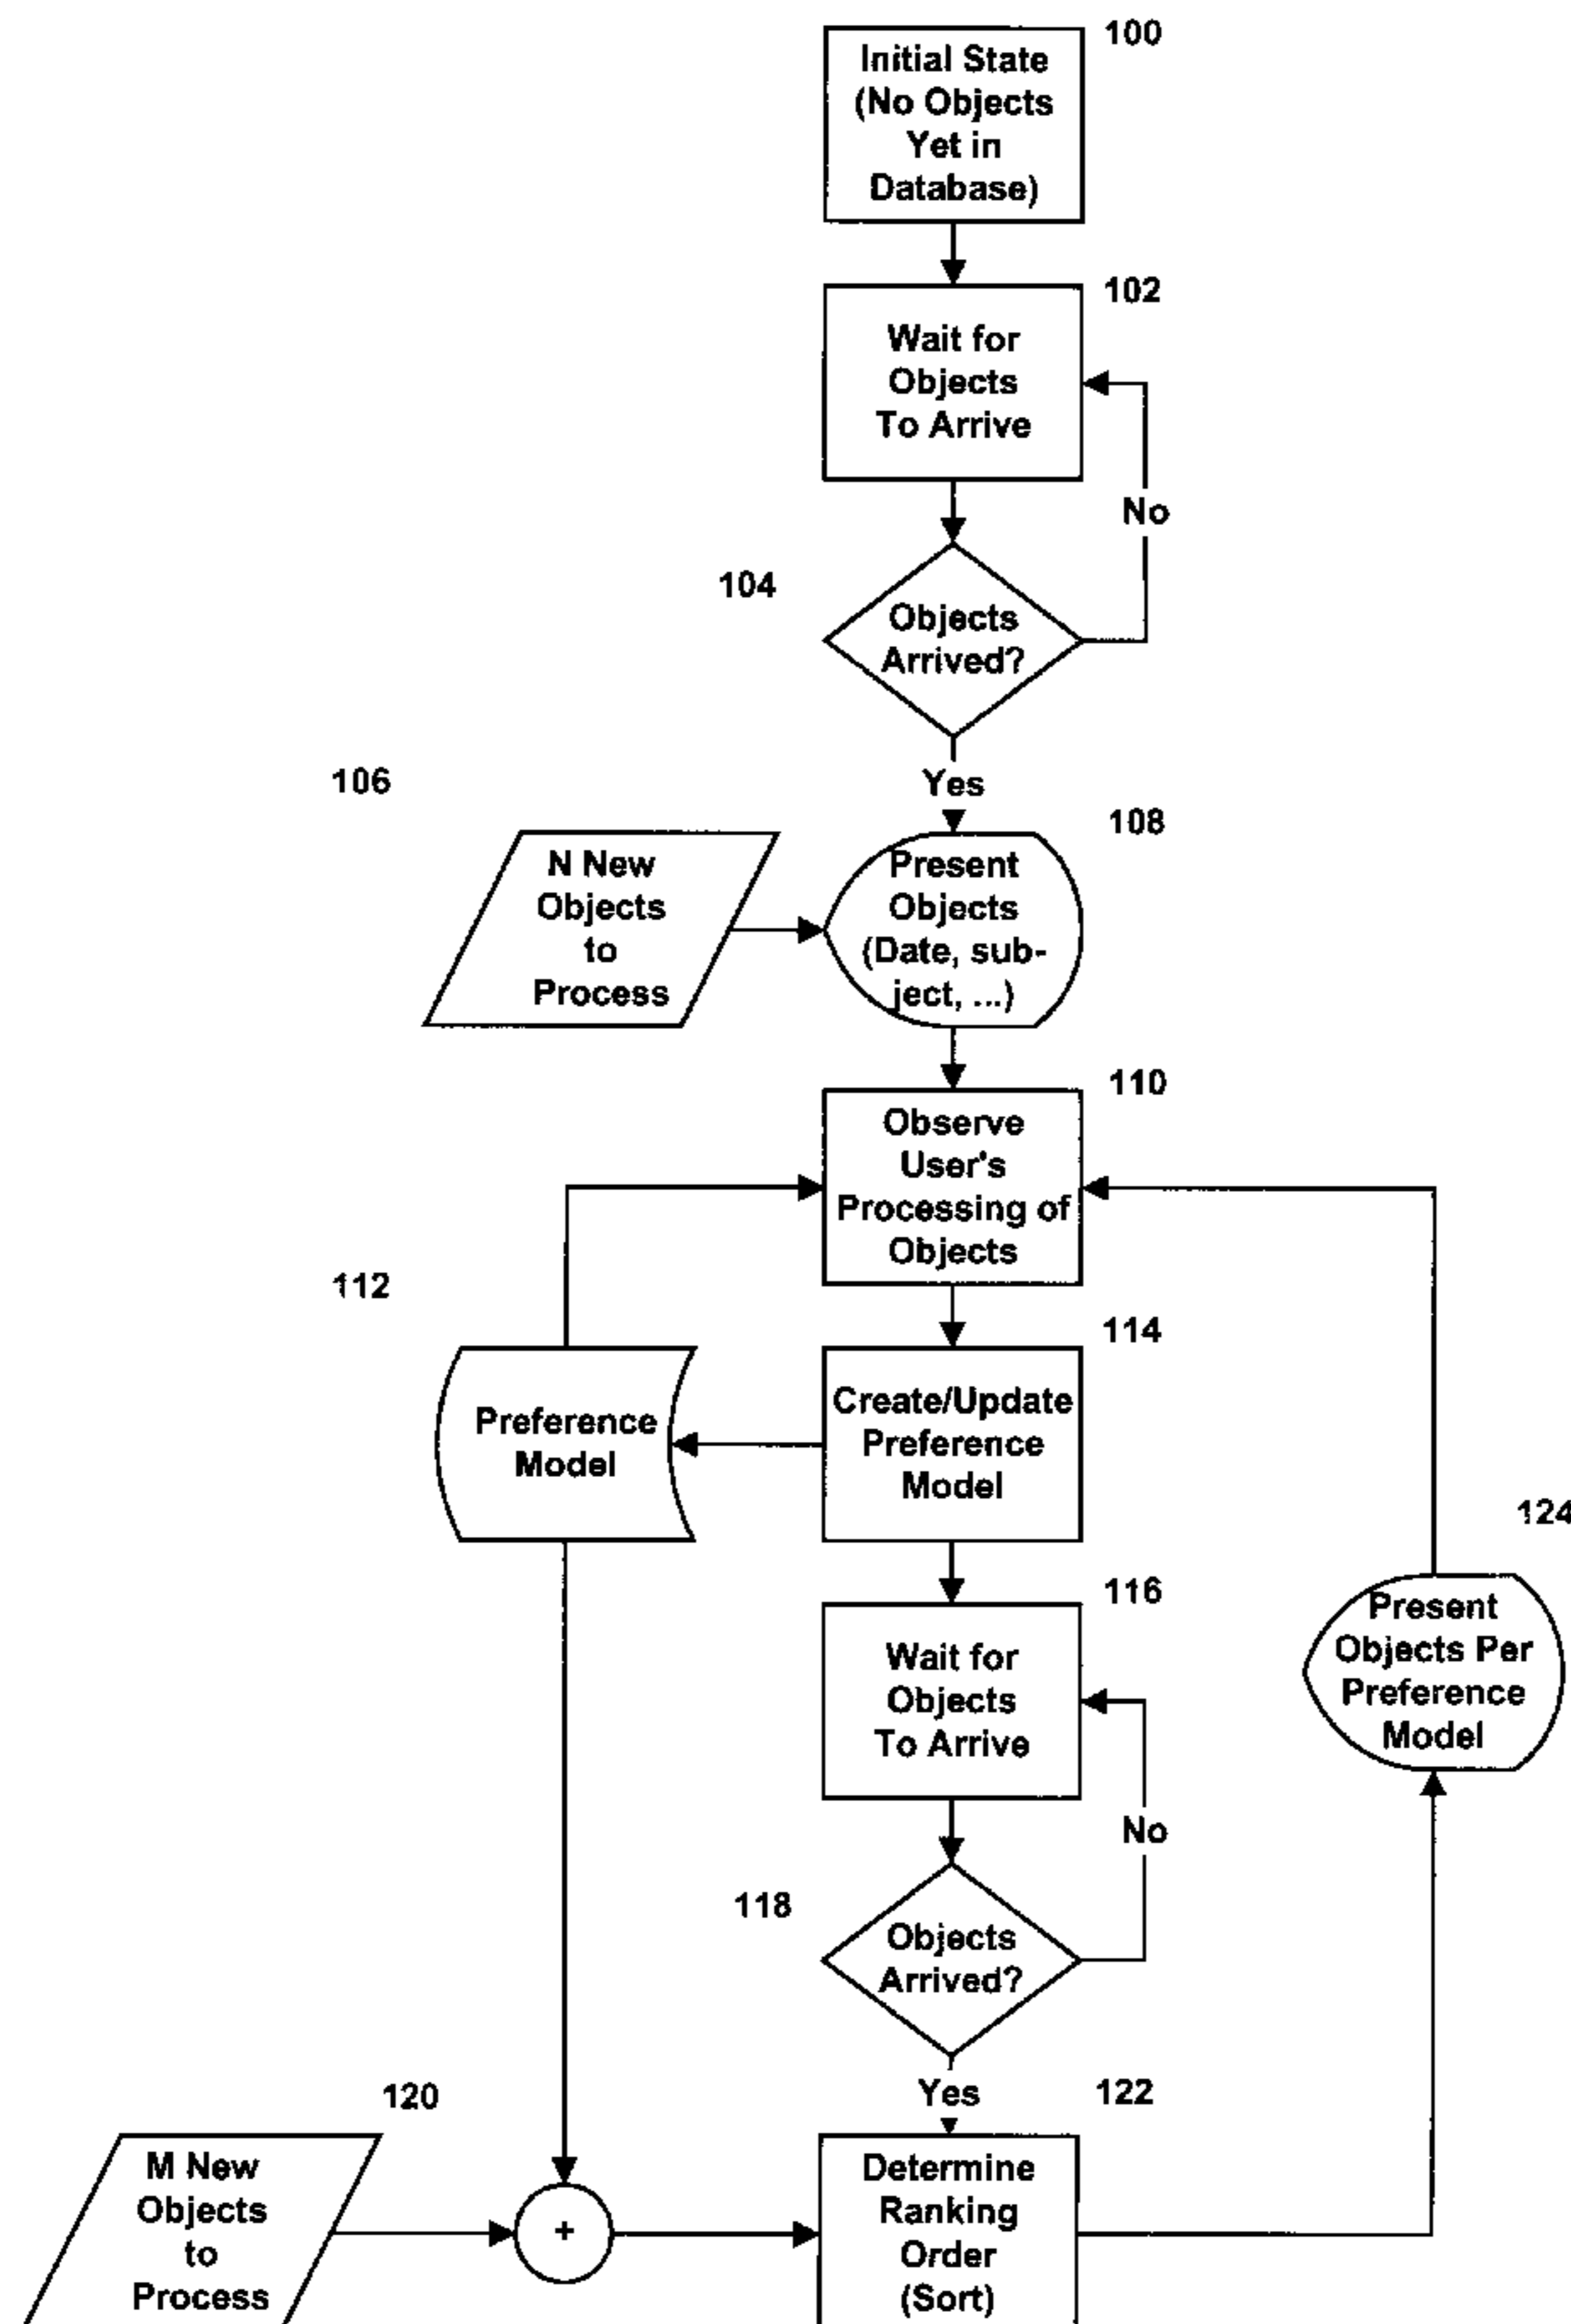 100
Initial State
(No Objects
Yet in
Database)
102
Wait for
Objects
To Arrive
No
104
Objects
Arrived?
Yes
106
108
N New
Objects
to
Process
Present
Objects
(Date, sub-
ject, ...)
110
Observe
User's
Processing of
Objects
112
114
Preference
Model
Create/Update
Preference
Model
124
116
Present
Objects Per
Preference
Model
Wait for
Objects
To Arrive
No
118
Objects
Arrived?
Yes
120
122
M New
Objects
to
Process
+
Determine
Ranking
Order
(Sort)